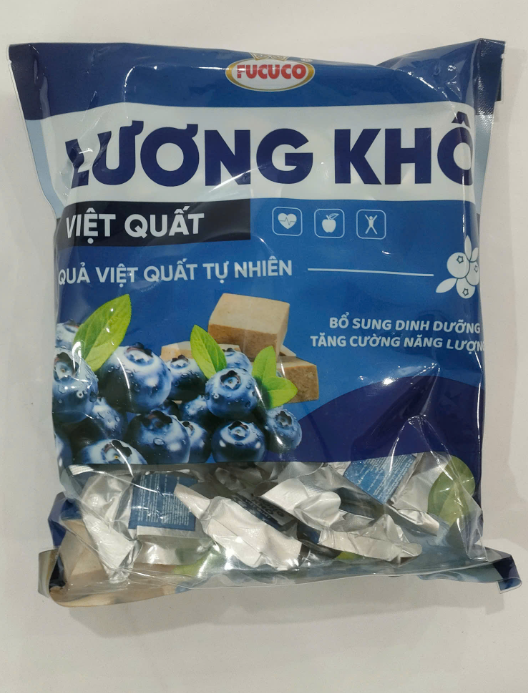 FUCUCO
LƯƠNG KHÔ
VIỆT QUẤT
QUẢ VIỆT QUẤT TỰ NHIÊN
BỔ SUNG DINH DƯỠNG
TĂNG CƯỜNG NĂNG LƯỢNG